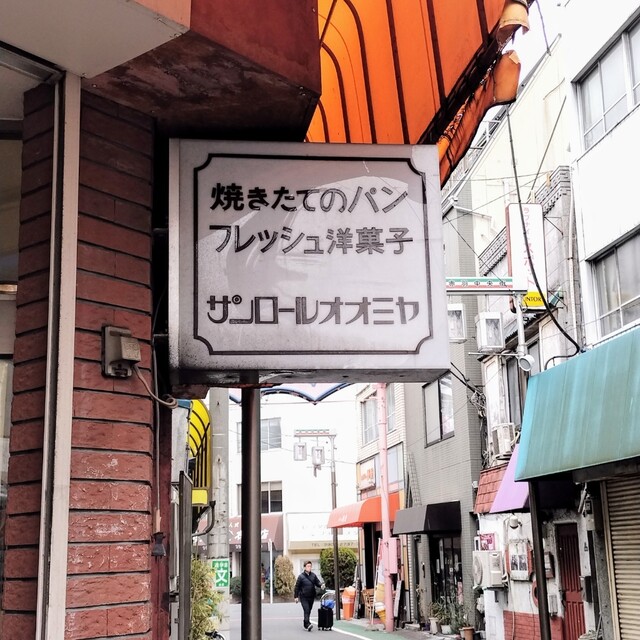 焼きたてのパン
フレッシュ洋菓子
サンロールオオミヤ